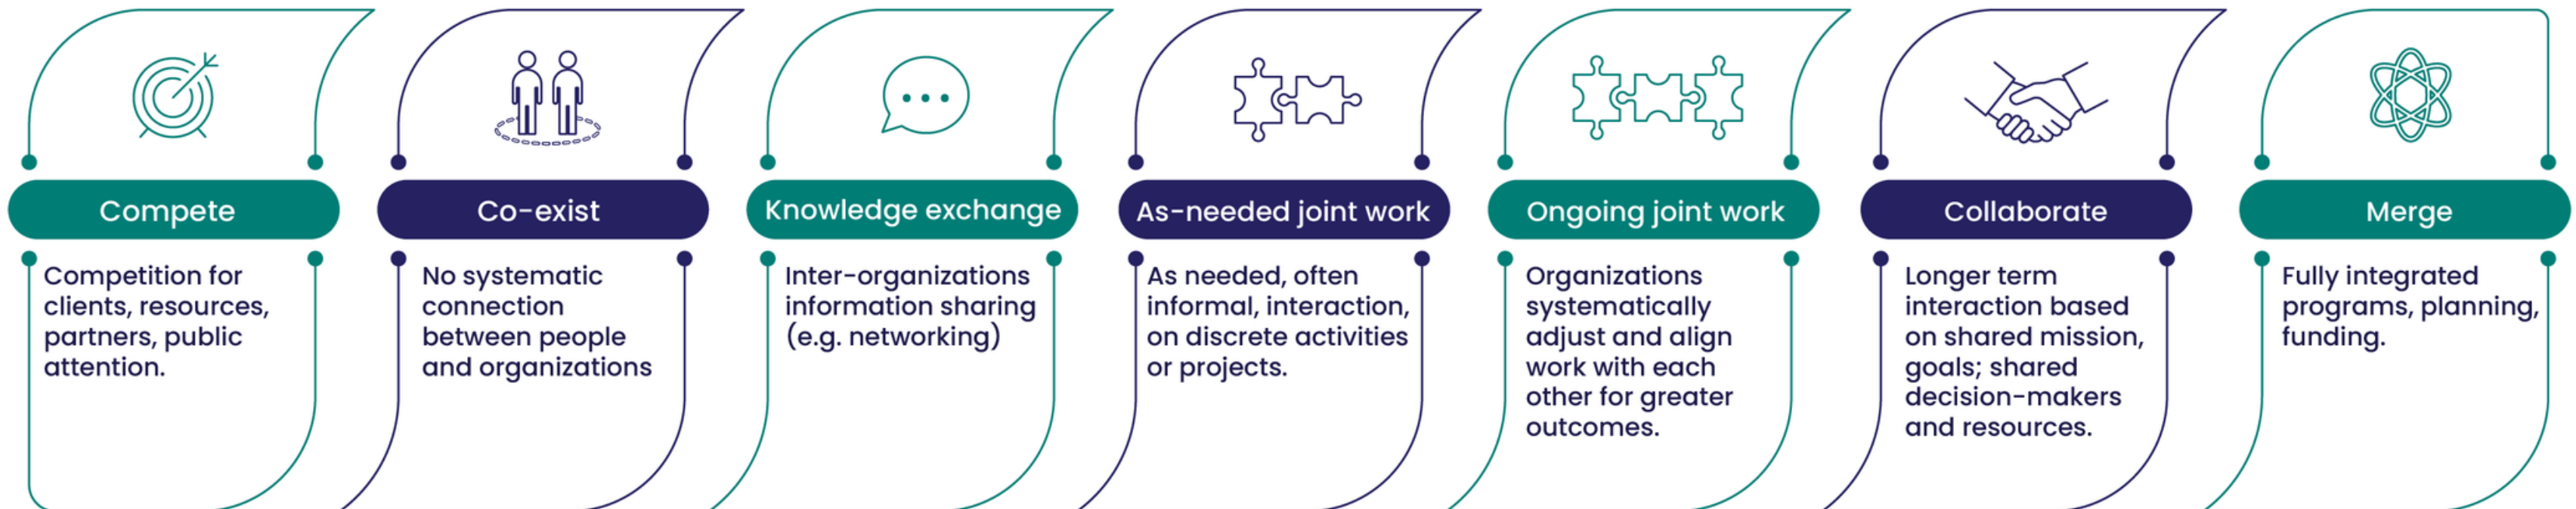 Compete
Competition for
clients, resources,
partners, public
attention.
Co-exist
No systematic
connection
between people
and organizations
Knowledge exchange
Inter-organizations
information sharing
(e.g. networking)
As-needed joint work
As needed, often
informal, interaction,
on discrete activities
or projects.
Ongoing joint work
Organizations
systematically
adjust and align
work with each
other for greater
outcomes.
Collaborate
Longer term
interaction based
on shared mission,
goals; shared
decision-makers
and resources.
Merge
Fully integrated
programs, planning,
funding.